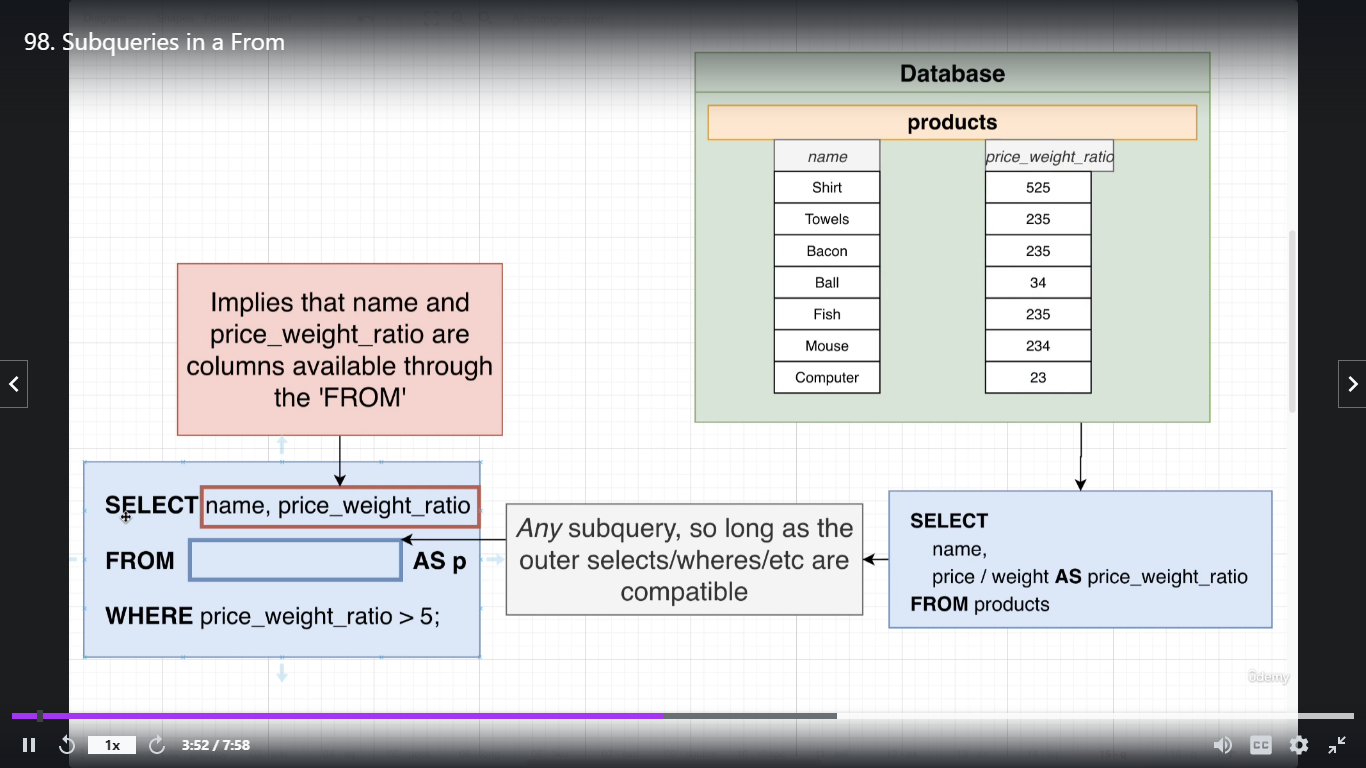 98. Subqueries in a From
Database
products
name price_weight_ratio
Shirt 525
Towels 235
Bacon 235
Ball 34
Fish 235
Mouse 234
Computer 23
Implies that name and
price_weight_ratio are
columns available through
the 'FROM'
SELECT name, price_weight_ratio
FROM AS p
WHERE price_weight_ratio > 5;
Any subquery, so long as the
outer selects/wheres/etc are
compatible
SELECT
name,
price / weight AS price_weight_ratio
FROM products
ûdemy
1x 3:52 / 7:58 CC